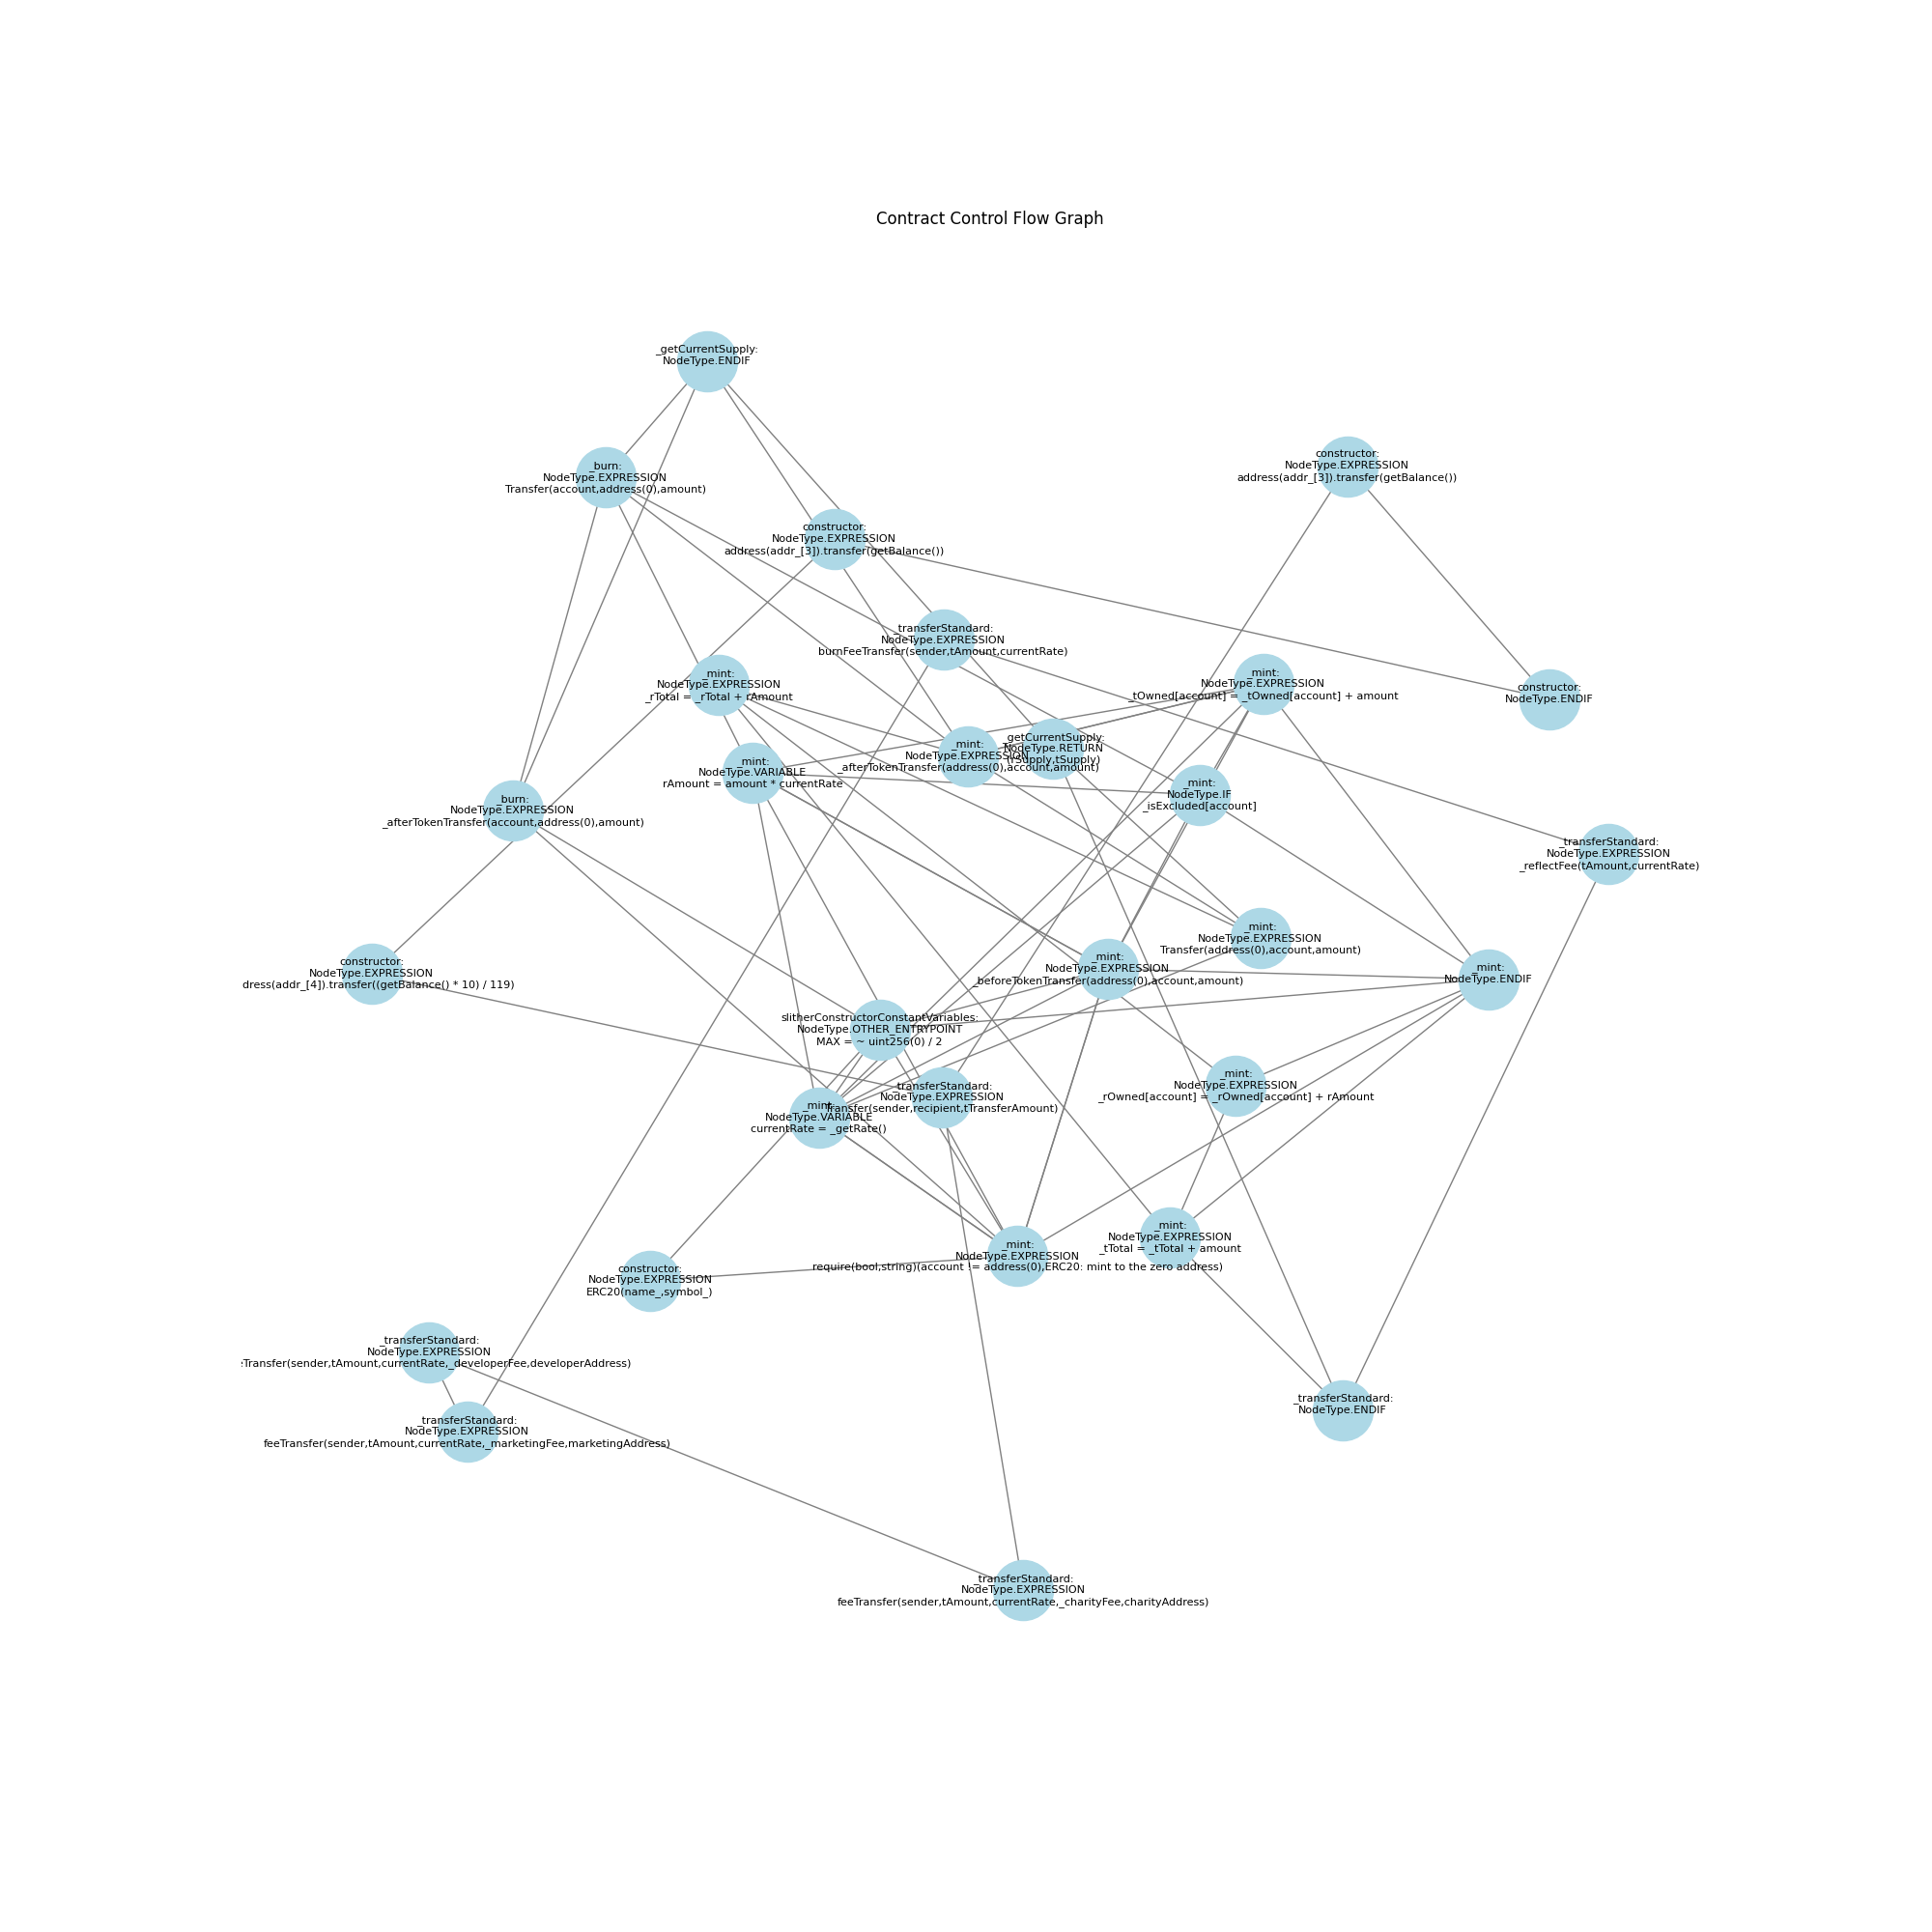 Contract Control Flow Graph
_getCurrentSupply:
NodeType.ENDIF
_burn:
NodeType.EXPRESSION
Transfer(account,address(0),amount)
constructor:
NodeType.EXPRESSION
address(addr_[3]).transfer(getBalance())
constructor:
NodeType.EXPRESSION
address(addr_[3]).transfer(getBalance())
_transferStandard:
NodeType.EXPRESSION
burnFeeTransfer(sender,tAmount,currentRate)
_mint:
NodeType.EXPRESSION
_rTotal = _rTotal + rAmount
_mint:
NodeType.EXPRESSION
_tOwned[account] = _tOwned[account] + amount
constructor:
NodeType.ENDIF
_mint:
NodeType.EXPRESSION
_afterTokenTransfer(address(0),account,amount)
_getCurrentSupply:
NodeType.RETURN
(rSupply,tSupply)
_mint:
NodeType.VARIABLE
rAmount = amount * currentRate
_mint:
NodeType.IF
_isExcluded[account]
_burn:
NodeType.EXPRESSION
_afterTokenTransfer(account,address(0),amount)
_transferStandard:
NodeType.EXPRESSION
_reflectFee(tAmount,currentRate)
_mint:
NodeType.EXPRESSION
Transfer(address(0),account,amount)
constructor:
NodeType.EXPRESSION
dress(addr_[4]).transfer((getBalance() * 10) / 119)
_mint:
NodeType.EXPRESSION
_beforeTokenTransfer(address(0),account,amount)
_mint:
NodeType.ENDIF
slitherConstructorConstantVariables:
NodeType.OTHER_ENTRYPOINT
MAX = ~ uint256(0) / 2
_mint:
NodeType.EXPRESSION
_rOwned[account] = _rOwned[account] + rAmount
_transferStandard:
NodeType.EXPRESSION
Transfer(sender,recipient,tTransferAmount)
_mint:
NodeType.VARIABLE
currentRate = _getRate()
_mint:
NodeType.EXPRESSION
_tTotal = _tTotal + amount
_mint:
NodeType.EXPRESSION
require(bool,string)(account != address(0),ERC20: mint to the zero address)
constructor:
NodeType.EXPRESSION
ERC20(name_,symbol_)
_transferStandard:
NodeType.EXPRESSION
eTransfer(sender,tAmount,currentRate,_developerFee,developerAddress)
_transferStandard:
NodeType.ENDIF
_transferStandard:
NodeType.EXPRESSION
feeTransfer(sender,tAmount,currentRate,_marketingFee,marketingAddress)
_transferStandard:
NodeType.EXPRESSION
feeTransfer(sender,tAmount,currentRate,_charityFee,charityAddress)